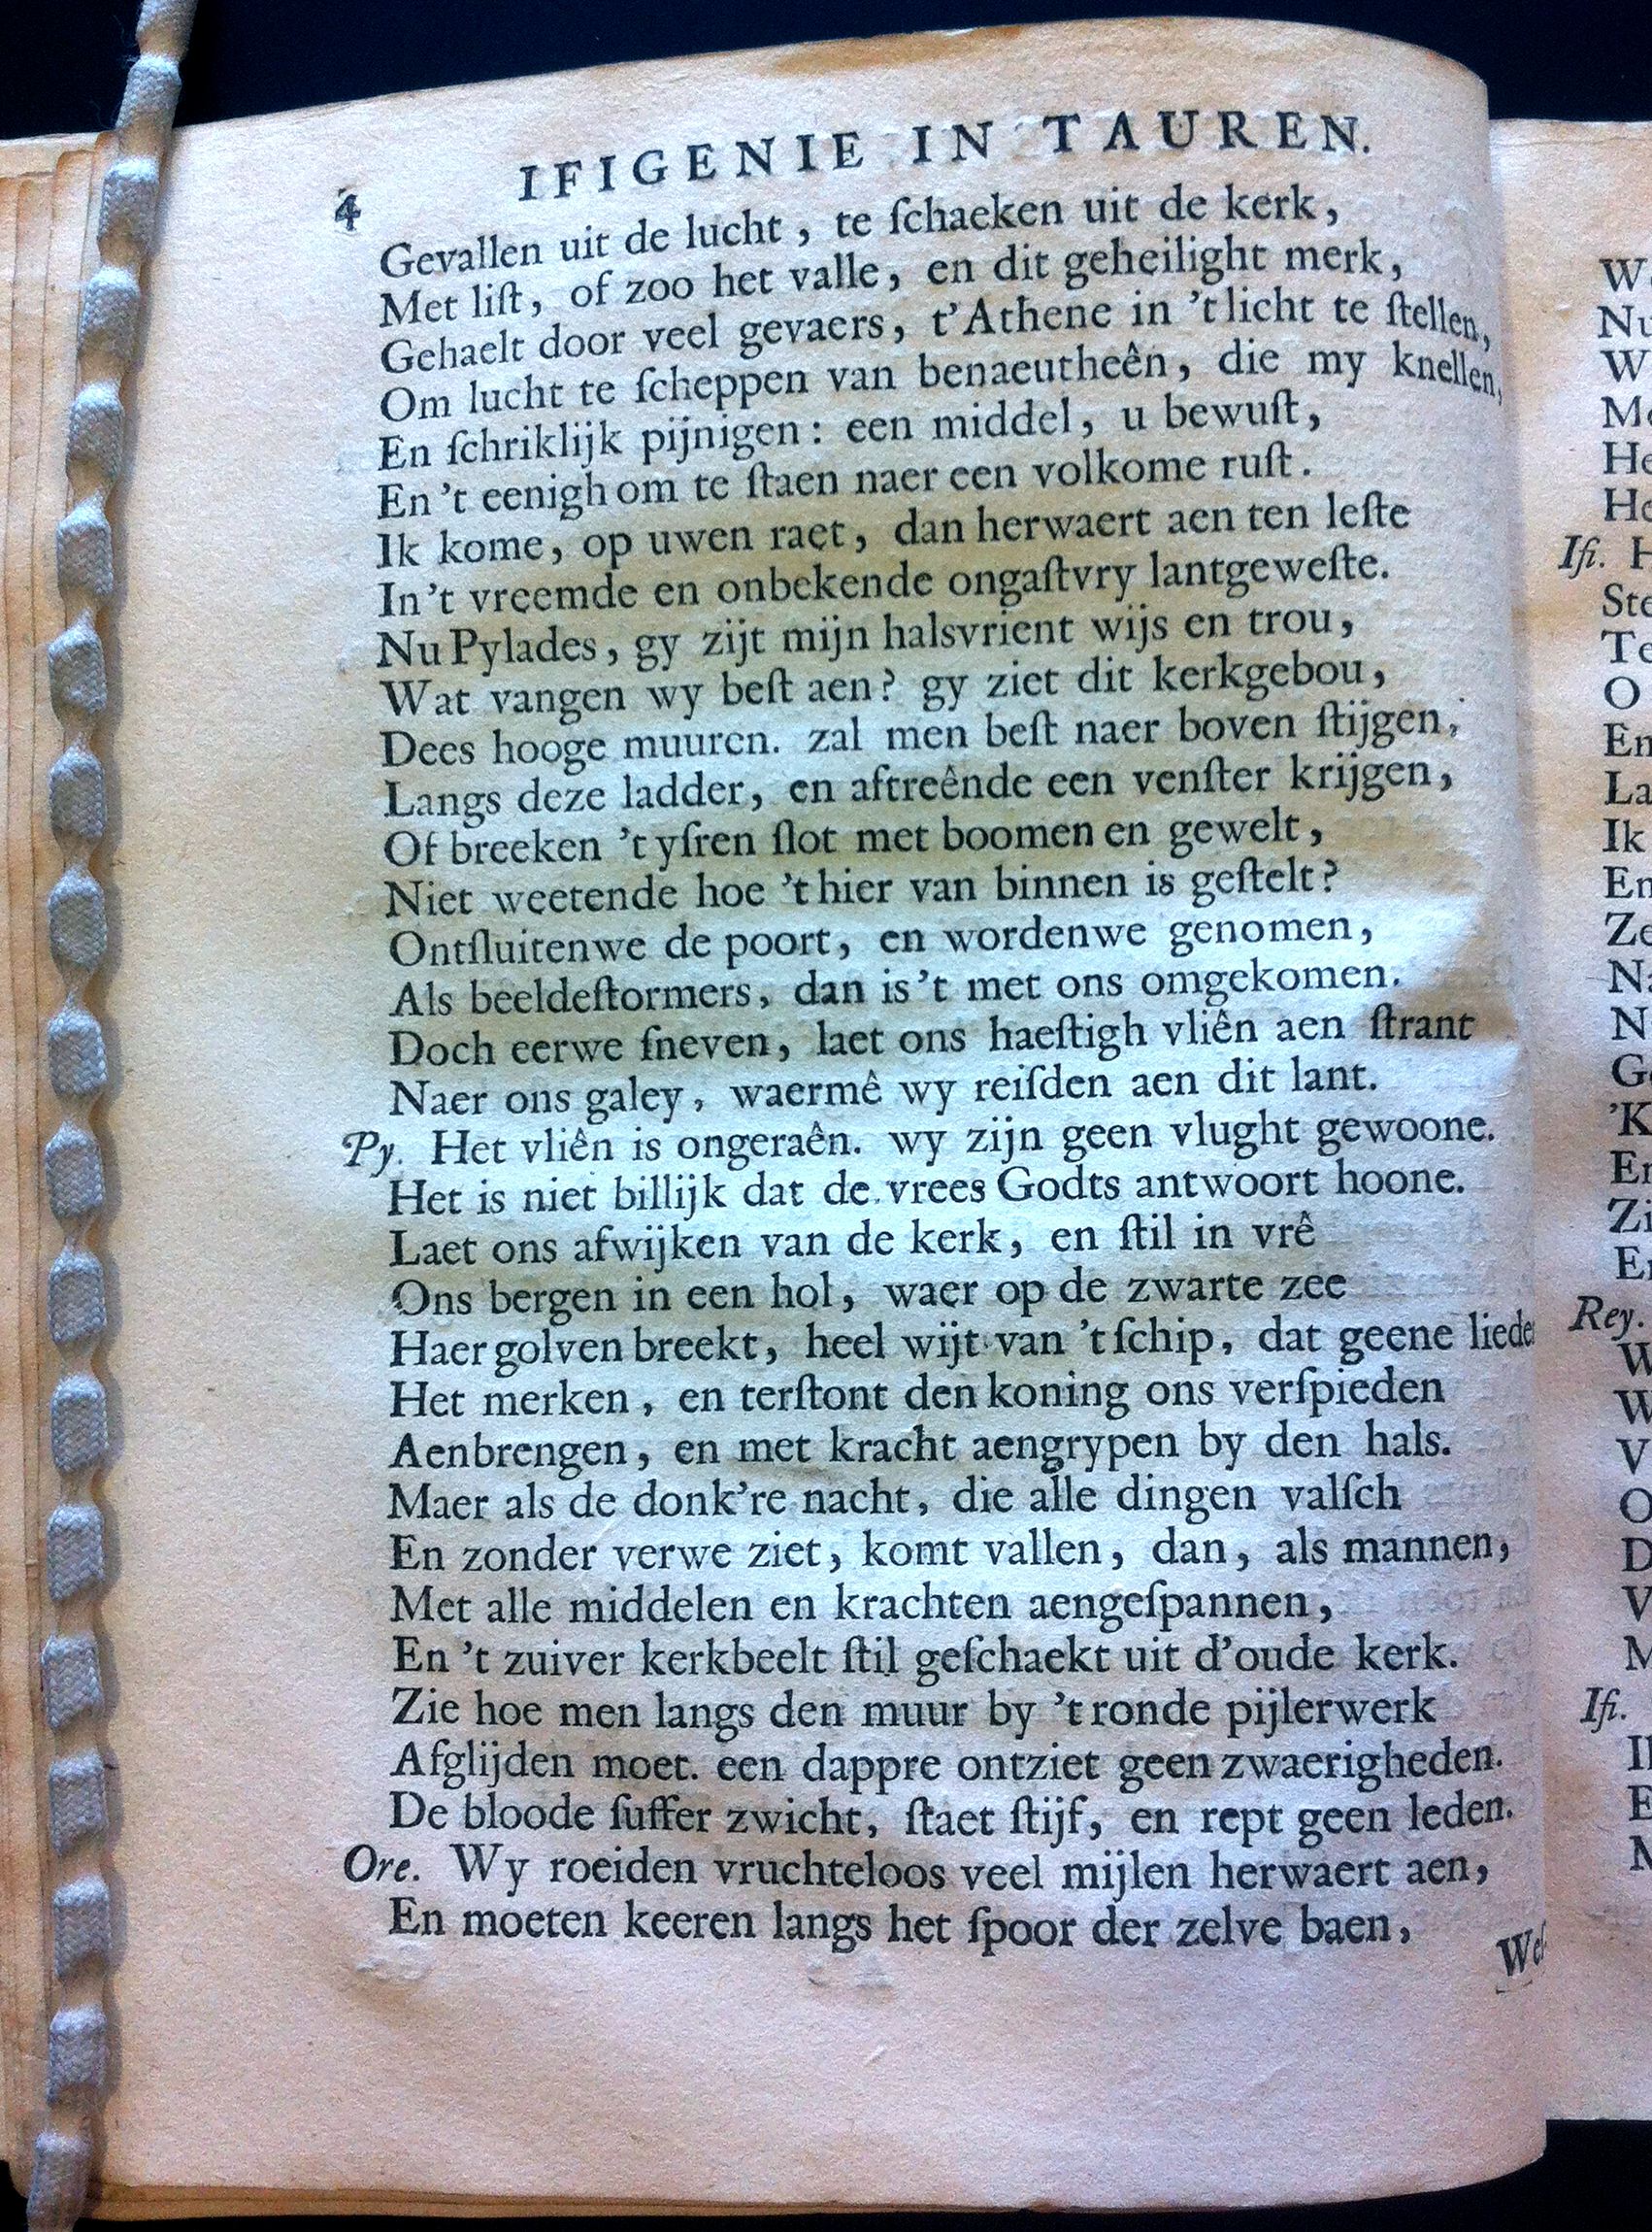 4 IFIGENIE IN TAUREN.
Gevallen uit de lucht, te ſchaeken uit de kerk,
Met liſt, of zoo het valle, en dit geheilight merk,
Gehaelt door veel gevaers, t'Athene in 't licht te ſtellen,
Om lucht te ſcheppen van benaeutheên, die my knellen,
En ſchriklijk pijnigen: een middel, u bewuſt,
En 't eenigh om te ſtaen naer een volkome ruſt.
Ik kome, op uwen raet, dan herwaert aen ten leſte
In 't vreemde en onbekende ongaſtvry lantgeweſte.
Nu Pylades, gy zijt mijn halsvrient wijs en trou,
Wat vangen wy beſt aen? gy ziet dit kerkgebou,
Dees hooge muuren. zal men beſt naer boven ſtijgen,
Langs deze ladder, en aftreênde een venſter krijgen,
Of breeken 't yſren ſlot met boomen en gewelt,
Niet weetende hoe 't hier van binnen is geſtelt?
Ontſluitenwe de poort, en wordenwe genomen,
Als beeldeſtormers, dan is 't met ons omgekomen.
Doch eerwe ſneven, laet ons haeſtigh vliên aen ſtrant
Naer ons galey, waermê wy reiſden aen dit lant.
Py. Het vliên is ongeraên. wy zijn geen vlught gewoone.
Het is niet billijk dat de vrees Godts antwoort hoone.
Laet ons afwijken van de kerk, en ſtil in vrê
Ons bergen in een hol, waer op de zwarte zee
Haer golven breekt, heel wijt van 't ſchip, dat geene liede
Het merken, en terſtont den koning ons verſpieden
Aenbrengen, en met kracht aengrypen by den hals.
Maer als de donk're nacht, die alle dingen valſch
En zonder verwe ziet, komt vallen, dan, als mannen,
Met alle middelen en krachten aengeſpannen,
En 't zuiver kerkbeelt ſtil geſchaekt uit d'oude kerk.
Zie hoe men langs den muur by 't ronde pijlerwerk
Afglijden moet. een dappre ontziet geen zwaerigheden.
De bloode ſuffer zwicht, ſtaet ſtijf, en rept geen leden.
Ore. Wy roeiden vruchteloos veel mijlen herwaert aen,
En moeten keeren langs het ſpoor der zelve baen,
W
Nu
W
He
He
Ifi. H
Ste
Te
O
En
La
Ik
En
Ze
N
G
'K
Zi
Rey.
W
W
V
O
D
V
M
Ifi.
E